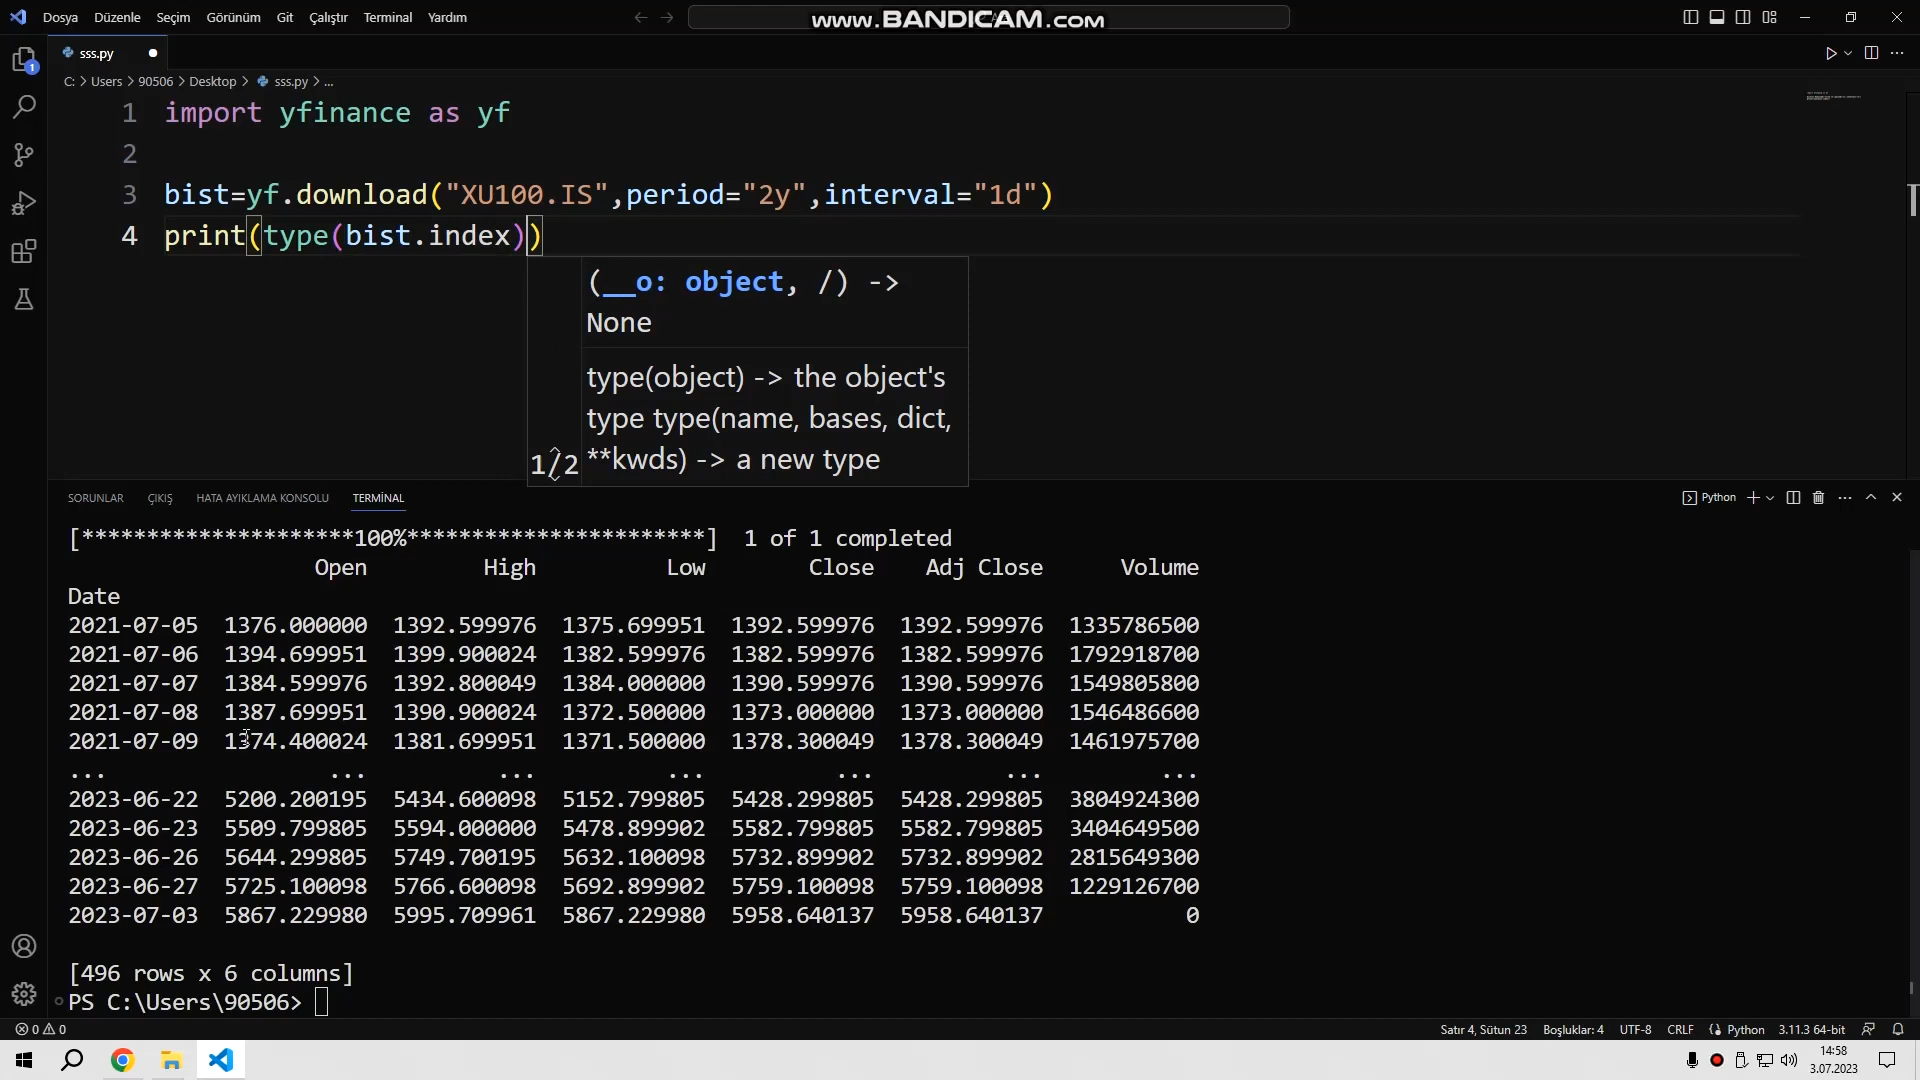 Dosya Düzenle Seçim Görünüm Git Çalıştır Terminal Yardım
www.BANDICAM.com
sss.py
C: > Users > 90506 > Desktop > sss.py > ...
1 import yfinance as yf
2
3 bist=yf.download("XU100.IS",period="2y",interval="1d")
4 print(type(bist.index))
(__o: object, /) ->
None
type(object) -> the object's
type type(name, bases, dict,
**kwds) -> a new type
1/2
SORUNLAR ÇIKIŞ HATA AYIKLAMA KONSOLU TERMİNAL
Python
[*********************100%***********************]  1 of 1 completed
Open High Low Close Adj Close Volume
Date
2021-07-05 1376.000000 1392.599976 1375.699951 1392.599976 1392.599976 1335786500
2021-07-06 1394.699951 1399.900024 1382.599976 1382.599976 1382.599976 1792918700
2021-07-07 1384.599976 1392.800049 1384.000000 1390.599976 1390.599976 1549805800
2021-07-08 1387.699951 1390.900024 1372.500000 1373.000000 1373.000000 1546486600
2021-07-09 1374.400024 1381.699951 1371.500000 1378.300049 1378.300049 1461975700
... ... ... ... ... ... ...
2023-06-22 5200.200195 5434.600098 5152.799805 5428.299805 5428.299805 3804924300
2023-06-23 5509.799805 5594.000000 5478.899902 5582.799805 5582.799805 3404649500
2023-06-26 5644.299805 5749.700195 5632.100098 5732.899902 5732.899902 2815649300
2023-06-27 5725.100098 5766.600098 5692.899902 5759.100098 5759.100098 1229126700
2023-07-03 5867.229980 5995.709961 5867.229980 5958.640137 5958.640137 0
[496 rows x 6 columns]
PS C:\Users\90506>
0 0 Satır 4, Sütun 23 Boşluklar: 4 UTF-8 CRLF Python 3.11.3 64-bit
14:58
3.07.2023